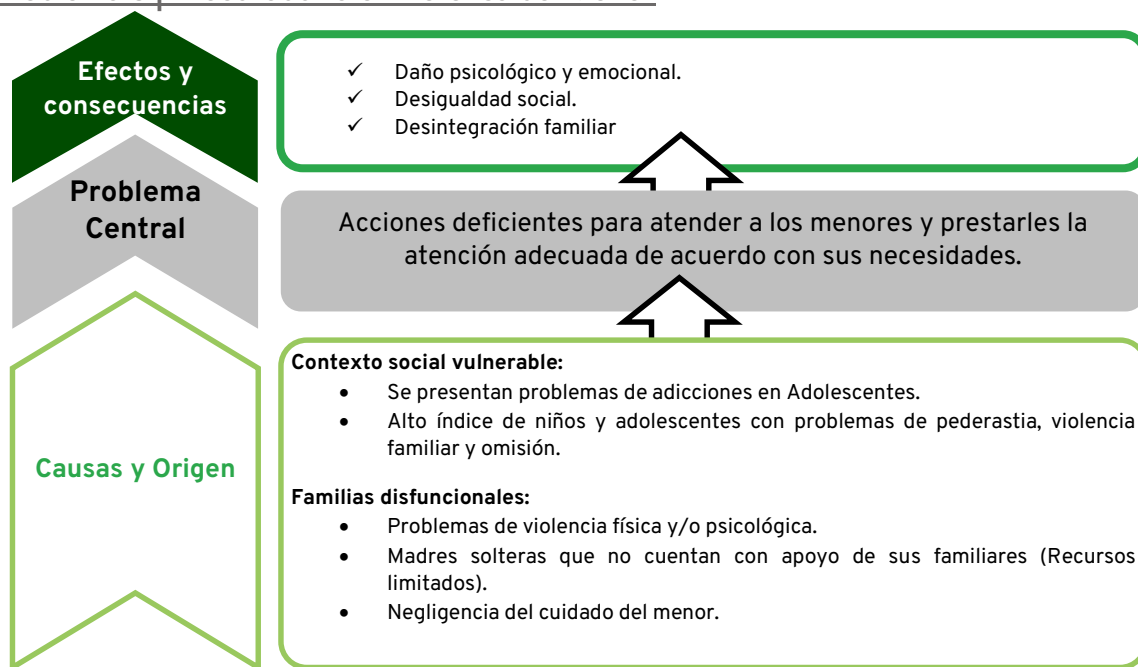 Efectos y
consecuencias
✓ Daño psicológico y emocional.
✓ Desigualdad social.
✓ Desintegración familiar
Problema
Central
Acciones deficientes para atender a los menores y prestarles la
atención adecuada de acuerdo con sus necesidades.
Causas y Origen
Contexto social vulnerable:
• Se presentan problemas de adicciones en Adolescentes.
• Alto índice de niños y adolescentes con problemas de pederastia, violencia
familiar y omisión.
Familias disfuncionales:
• Problemas de violencia física y/o psicológica.
• Madres solteras que no cuentan con apoyo de sus familiares (Recursos
limitados).
• Negligencia del cuidado del menor.